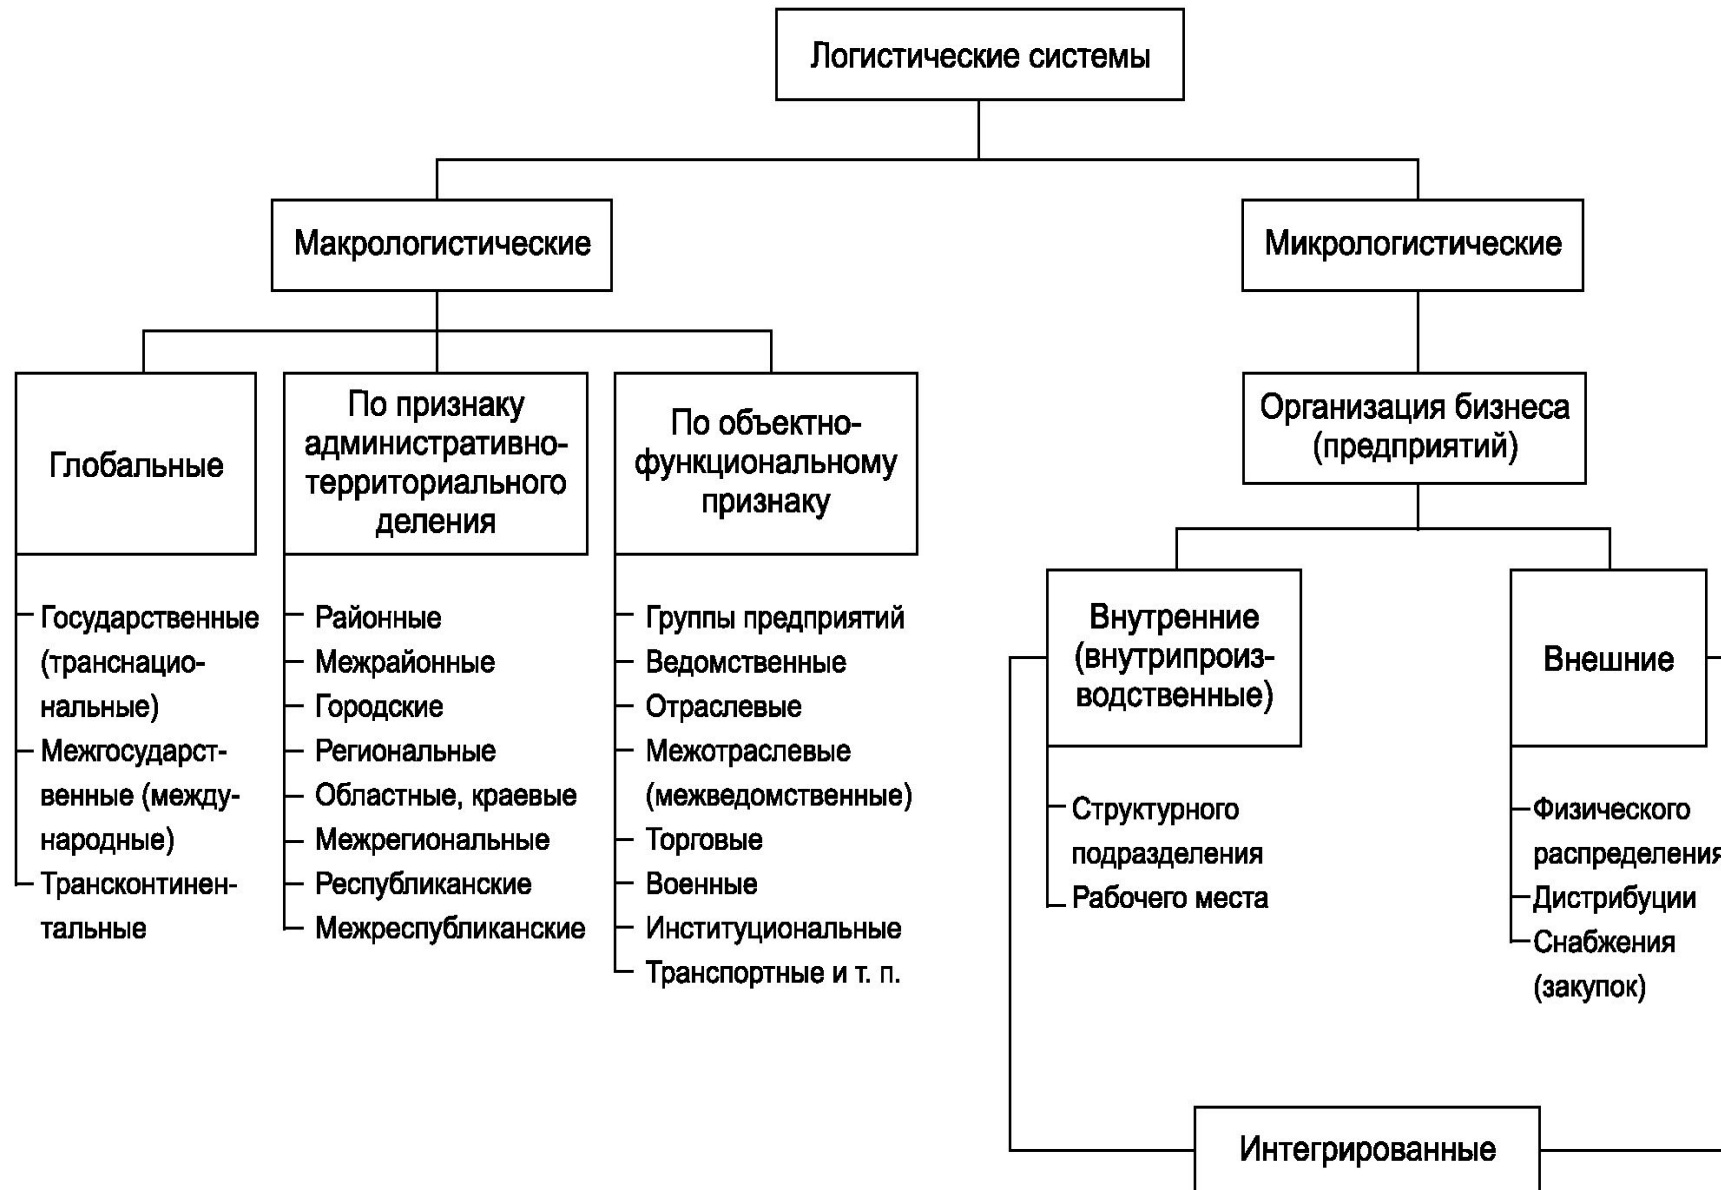 Логистические системы
Макрологистические
Микрологистические
Глобальные
По признаку
административно-
территориального
деления
По объектно-
функциональному
признаку
Организация бизнеса
(предприятий)
Государственные
(транснацио-
нальные)
Межгосударст-
венные (между-
народные)
Трансконтинен-
тальные
Районные
Межрайонные
Городские
Региональные
Областные, краевые
Межрегиональные
Республиканские
Межреспубликанские
Группы предприятий
Ведомственные
Отраслевые
Межотраслевые
(межведомственные)
Торговые
Военные
Институциональные
Транспортные и т. п.
Внутренние
(внутрипроиз-
водственные)
Структурного
подразделения
Рабочего места
Внешние
Физического
распределения
Дистрибуции
Снабжения
(закупок)
Интегрированные